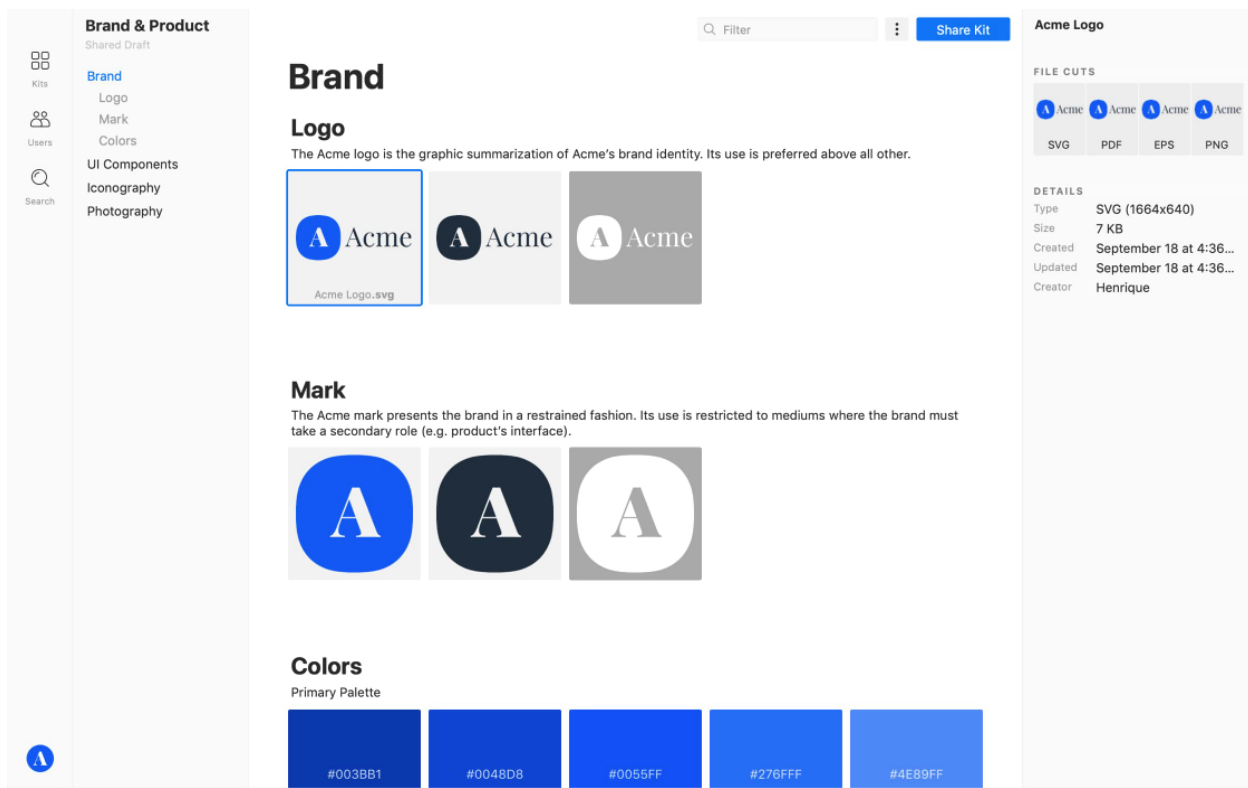 Kits
Users
Search
A
Brand & Product
Shared Draft
Brand
Logo
Mark
Colors
UI Components
Iconography
Photography
Filter
Share Kit
Brand
Logo
The Acme logo is the graphic summarization of Acme's brand identity. Its use is preferred above all other.
A Acme
A Acme
A Acme
Acme Logo.svg
Mark
The Acme mark presents the brand in a restrained fashion. Its use is restricted to mediums where the brand must
take a secondary role (e.g. product's interface).
A
A
A
Colors
Primary Palette
#003BB1
#0048D8
#0055FF
#276FFF
#4E89FF
Acme Logo
FILE CUTS
A Acme
A Acme
A Acme
A Acme
SVG
PDF
EPS
PNG
DETAILS
Type SVG (1664x640)
Size 7 KB
Created September 18 at 4:36...
Updated September 18 at 4:36...
Creator Henrique